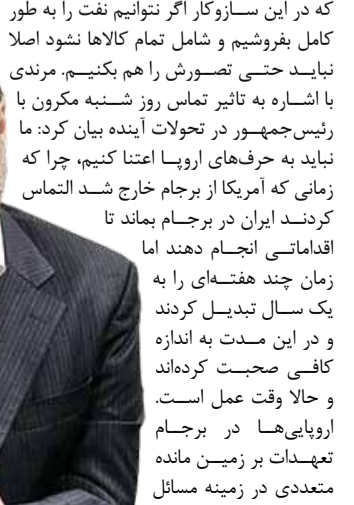 که در این سازوکار اگر نتوانیم نفت را به طور
کامل بفروشیم و شامل تمام کالاها نشود اصلا
نباید حتی تصورش را هم بکنیم. مرندی
با اشاره به تاثیر تماس روز شنبه مکرون با
رئیس‌جمهور در تحولات آینده بیان کرد: ما
نباید به حرف‌های اروپا اعتنا کنیم، چرا که
زمانی که آمریکا از برجام خارج شد التماس
کردند ایران در برجام بماند تا
اقداماتی انجام دهند اما
زمان چند هفته‌ای را به
یک سال تبدیل کردند
و در این مدت به اندازه
کافی صحبت کرده‌اند
و حالا وقت عمل است.
اروپایی‌ها در برجام
تعهدات بر زمین مانده
متعددی در زمینه مسائل